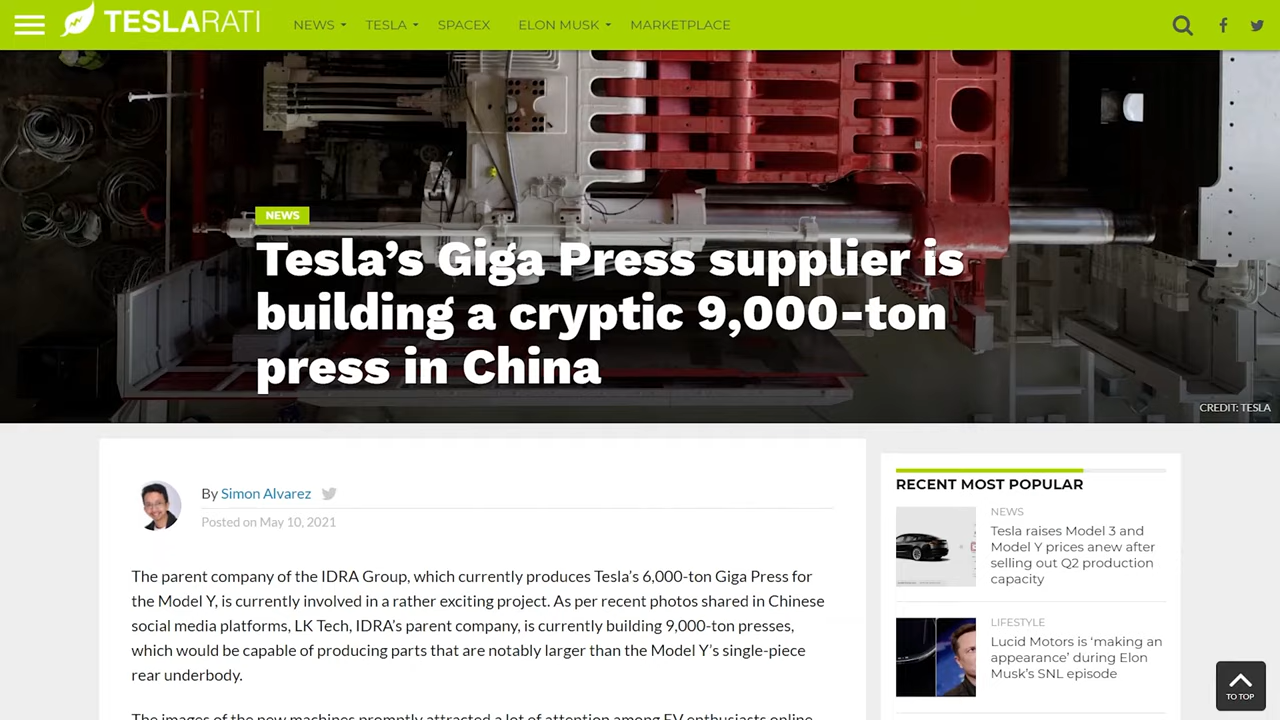 TESLARATI
NEWS
TESLA
SPACEX
ELON MUSK
MARKETPLACE
NEWS
Tesla’s Giga Press supplier is
building a cryptic 9,000-ton
press in China
CREDIT: TESLA
By Simon Alvarez
Posted on May 10, 2021
The parent company of the IDRA Group, which currently produces Tesla’s 6,000-ton Giga Press for
the Model Y, is currently involved in a rather exciting project. As per recent photos shared in Chinese
social media platforms, LK Tech, IDRA’s parent company, is currently building 9,000-ton presses,
which would be capable of producing parts that are notably larger than the Model Y’s single-piece
rear underbody.
The images of the new machines promptly attracted a lot of attention among EV enthusiasts online.
RECENT MOST POPULAR
NEWS
Tesla raises Model 3 and
Model Y prices anew after
selling out Q2 production
capacity
LIFESTYLE
Lucid Motors is ‘making an
appearance’ during Elon
Musk’s SNL episode
TO TOP